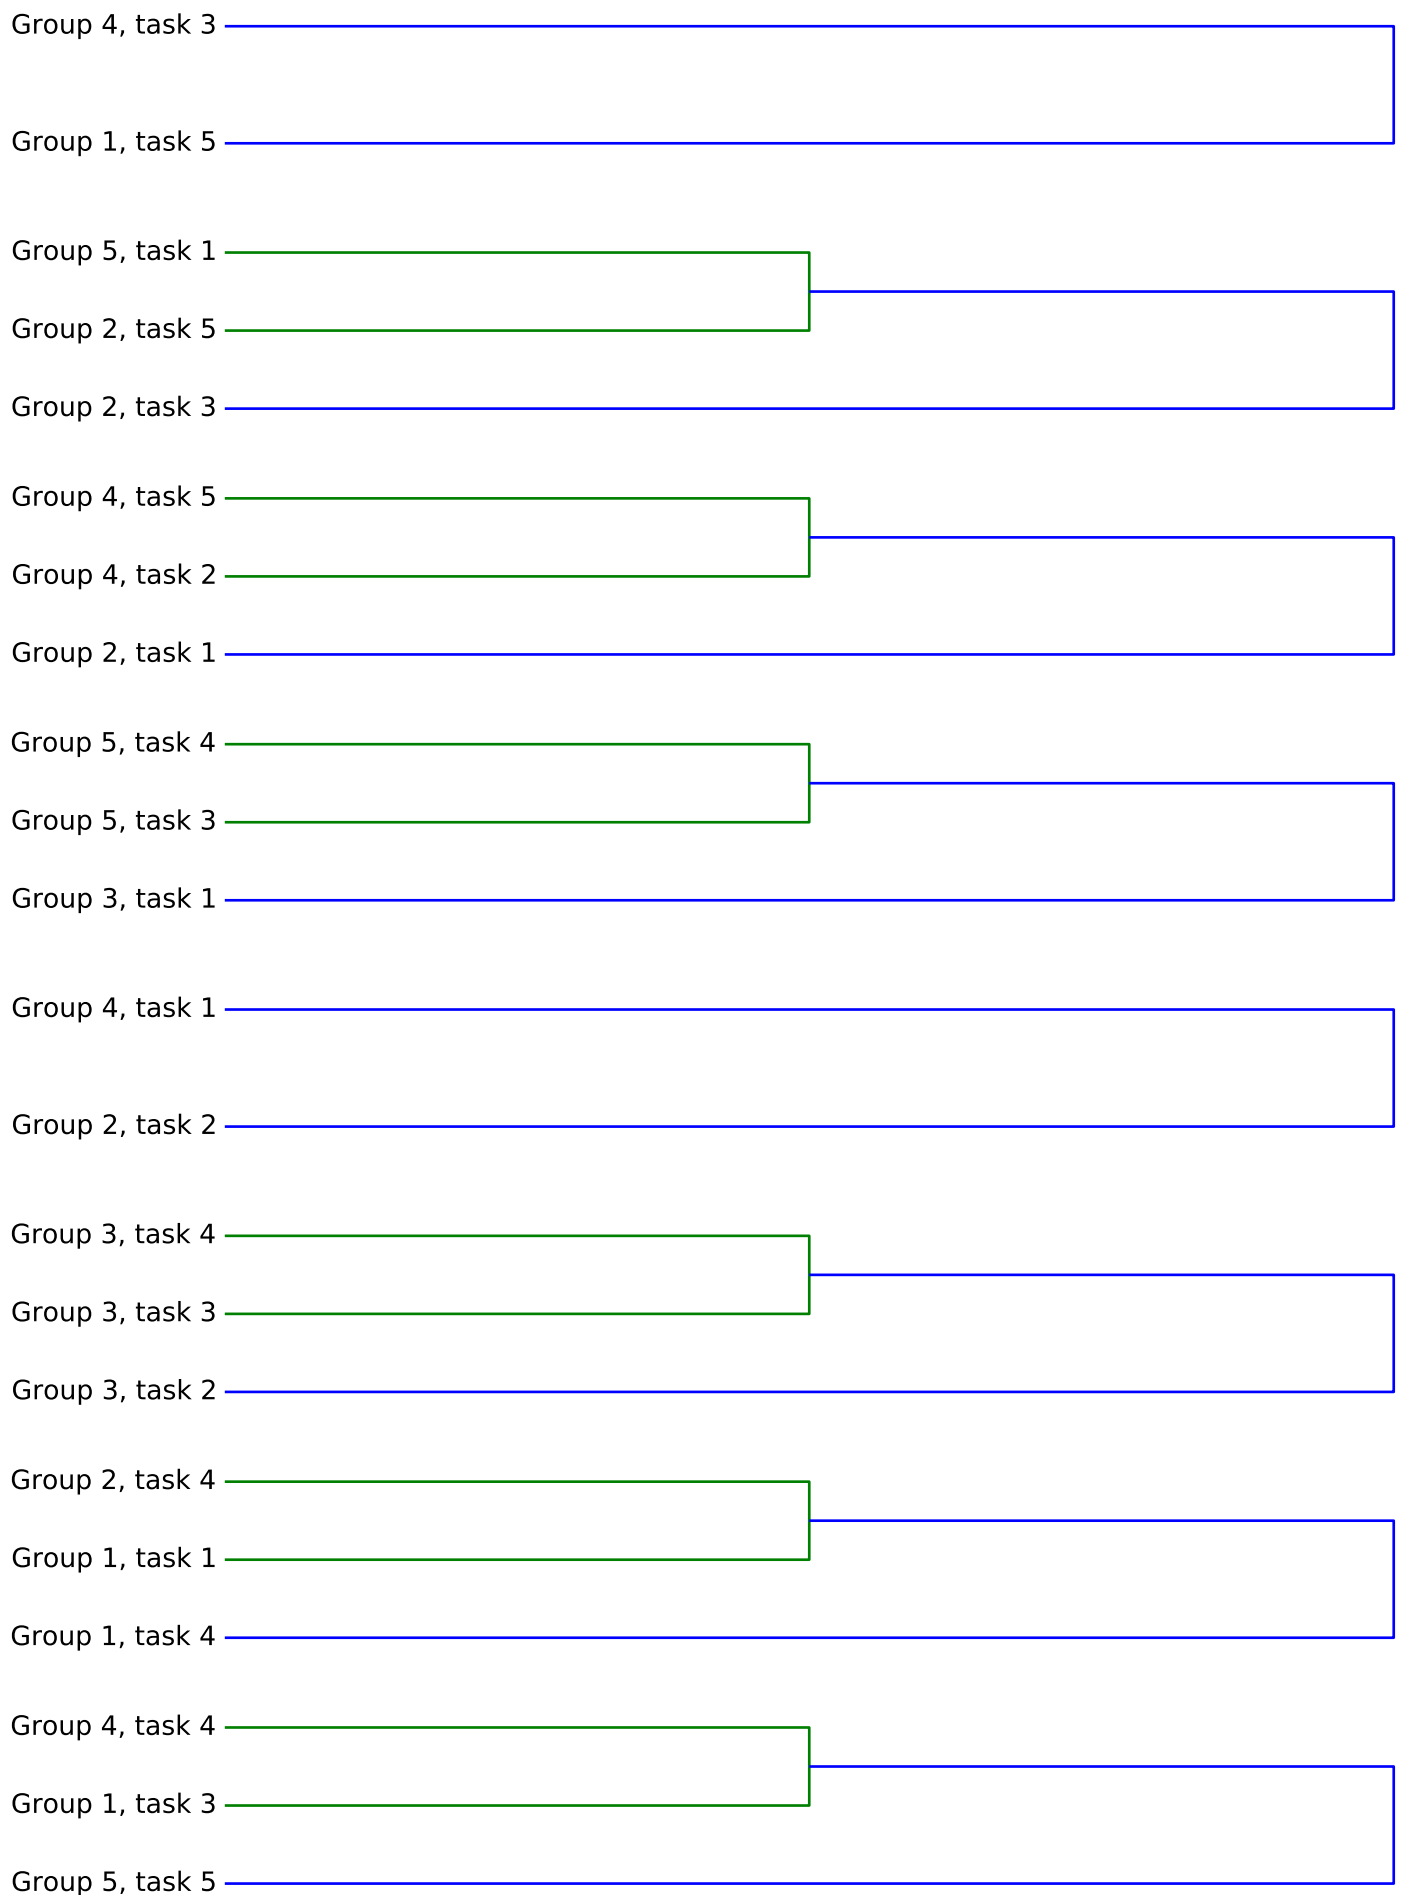 Group 4, task 3
Group 1, task 5
Group 5, task 1
Group 2, task 5
Group 2, task 3
Group 4, task 5
Group 4, task 2
Group 2, task 1
Group 5, task 4
Group 5, task 3
Group 3, task 1
Group 4, task 1
Group 2, task 2
Group 3, task 4
Group 3, task 3
Group 3, task 2
Group 2, task 4
Group 1, task 1
Group 1, task 4
Group 4, task 4
Group 1, task 3
Group 5, task 5